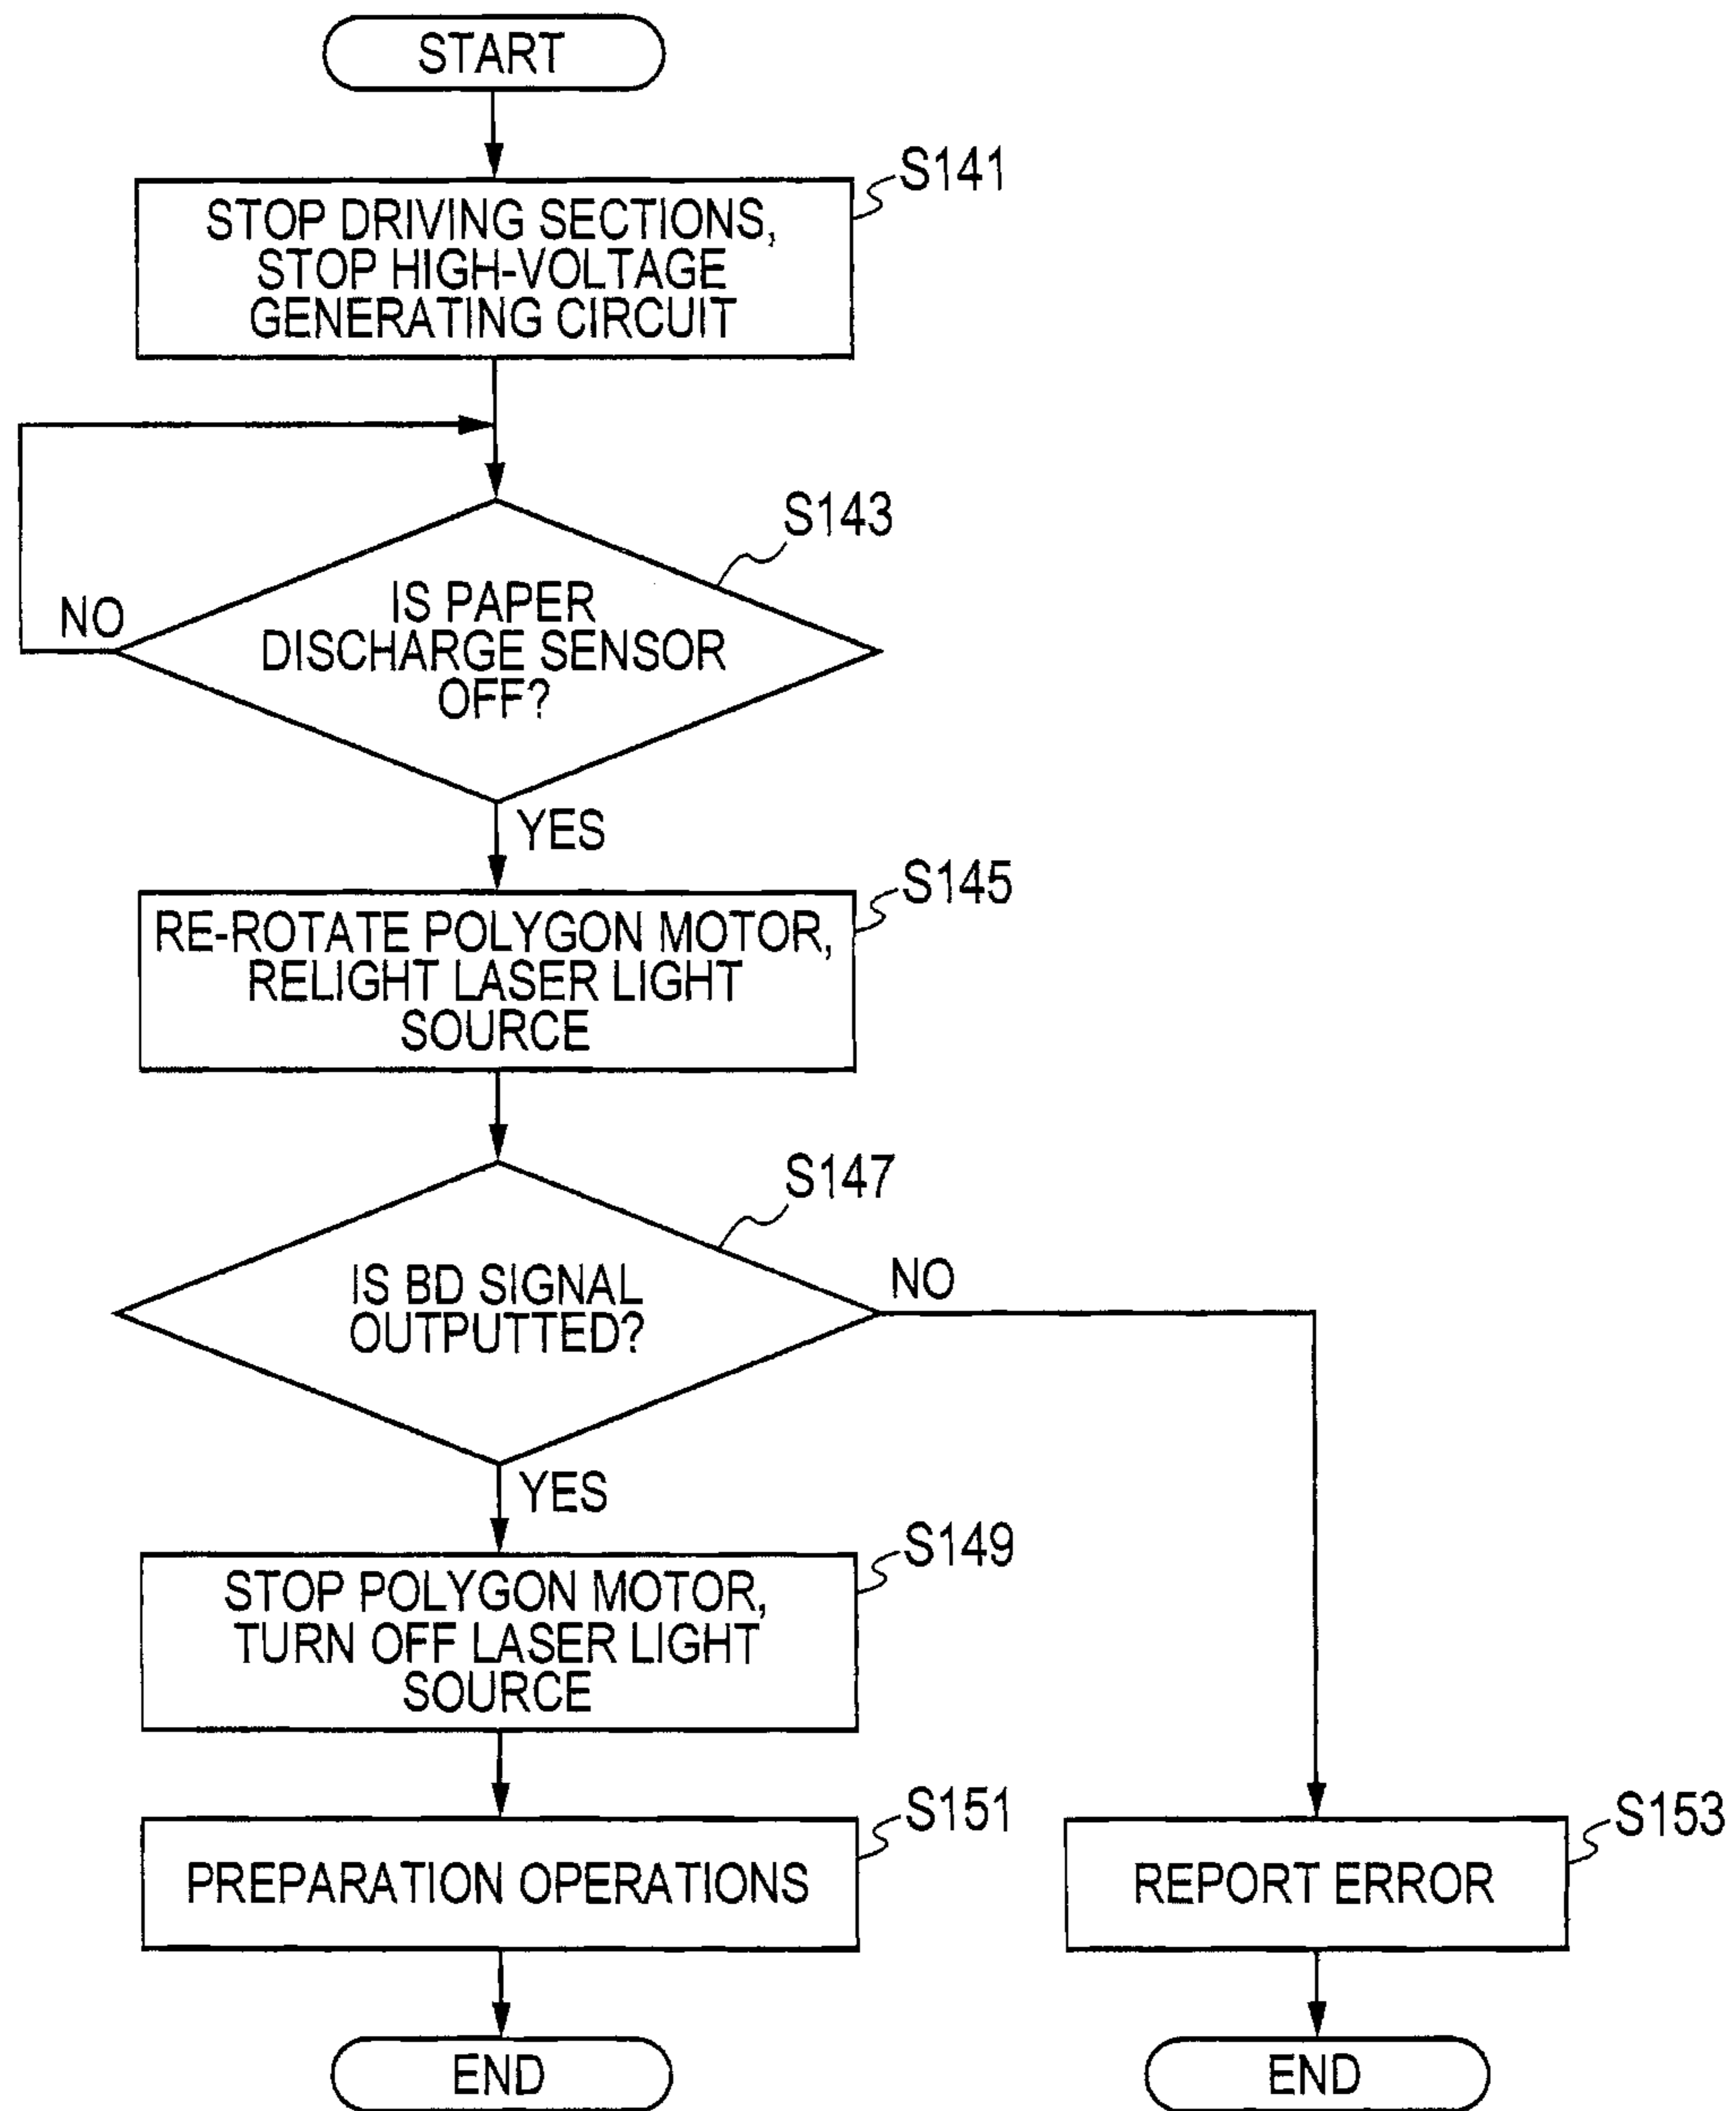 START
S141
STOP DRIVING SECTIONS,
STOP HIGH-VOLTAGE
GENERATING CIRCUIT
S143
IS PAPER
DISCHARGE SENSOR
OFF?
NO
YES
S145
RE-ROTATE POLYGON MOTOR,
RELIGHT LASER LIGHT
SOURCE
S147
IS BD SIGNAL
OUTPUTTED?
NO
YES
S149
STOP POLYGON MOTOR,
TURN OFF LASER LIGHT
SOURCE
S151
PREPARATION OPERATIONS
S153
REPORT ERROR
END
END